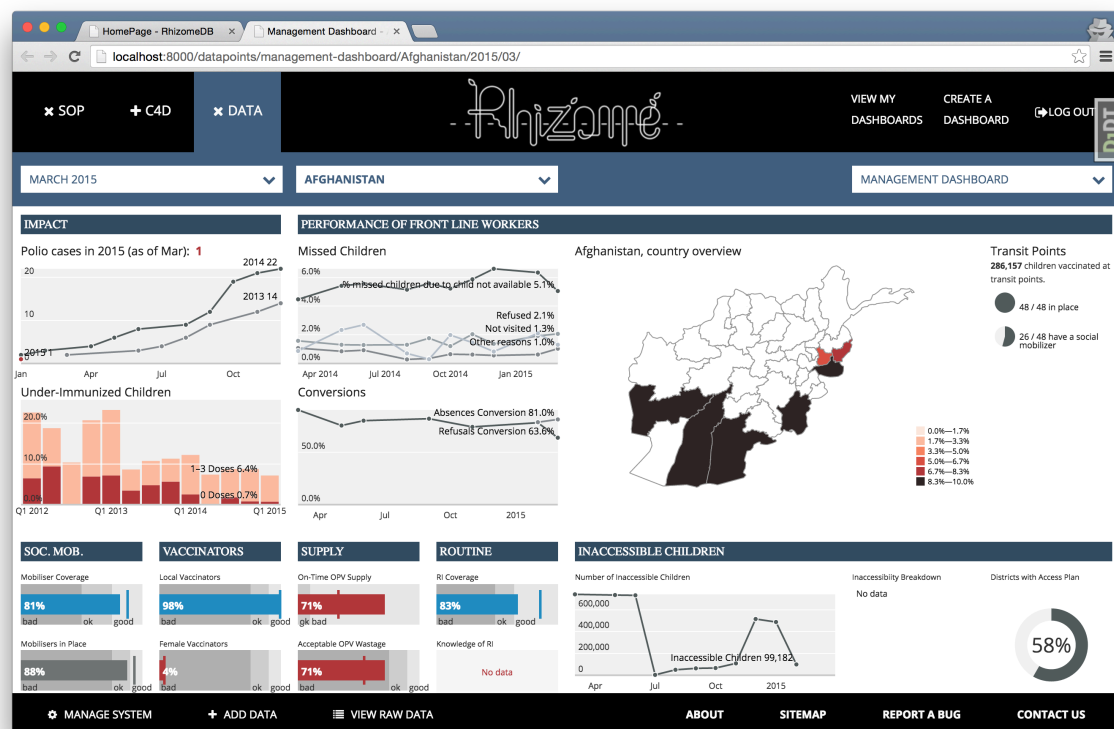 HomePage - RhizomeDB ×
Management Dashboard - ×
localhost:8000/datapoints/management-dashboard/Afghanistan/2015/03/
SOP
C4D
DATA
Rhizome
VIEW MY DASHBOARDS
CREATE A DASHBOARD
LOG OUT
DjDT
MARCH 2015
AFGHANISTAN
MANAGEMENT DASHBOARD
IMPACT
PERFORMANCE OF FRONT LINE WORKERS
Polio cases in 2015 (as of Mar): 1
20
10
0
2014 22
2013 14
2015 1
Jan Apr Jul Oct
Under-Immunized Children
20.0%
10.0%
0.0%
1–3 Doses 6.4%
0 Doses 0.7%
Q1 2012 Q1 2013 Q1 2014 Q1 2015
Missed Children
6.0%
4.0%
2.0%
0.0%
% missed children due to child not available 5.1%
Refused 2.1%
Not visited 1.3%
Other reasons 1.0%
Apr 2014 Jul 2014 Oct 2014 Jan 2015
Conversions
Absences Conversion 81.0%
Refusals Conversion 63.6%
50.0%
0.0%
Apr Jul Oct 2015
Afghanistan, country overview
0.0%—1.7%
1.7%—3.3%
3.3%—5.0%
5.0%—6.7%
6.7%—8.3%
8.3%—10.0%
Transit Points
286,157 children vaccinated at
transit points.
48 / 48 in place
26 / 48 have a social
mobilizer
SOC. MOB.
Mobiliser Coverage
81%
bad ok good
Mobilisers in Place
88%
bad ok good
VACCINATORS
Local Vaccinators
98%
bad ok good
Female Vaccinators
4%
bad ok good
SUPPLY
On-Time OPV Supply
71%
bad
Acceptable OPV Wastage
71%
bad ok good
ROUTINE
RI Coverage
83%
bad ok good
Knowledge of RI
No data
INACCESSIBLE CHILDREN
Number of Inaccessible Children
600,000
400,000
200,000
0
Inaccessible Children 99,182
Apr Jul Oct 2015
Inaccessibiity Breakdown
No data
Districts with Access Plan
58%
MANAGE SYSTEM
ADD DATA
VIEW RAW DATA
ABOUT
SITEMAP
REPORT A BUG
CONTACT US